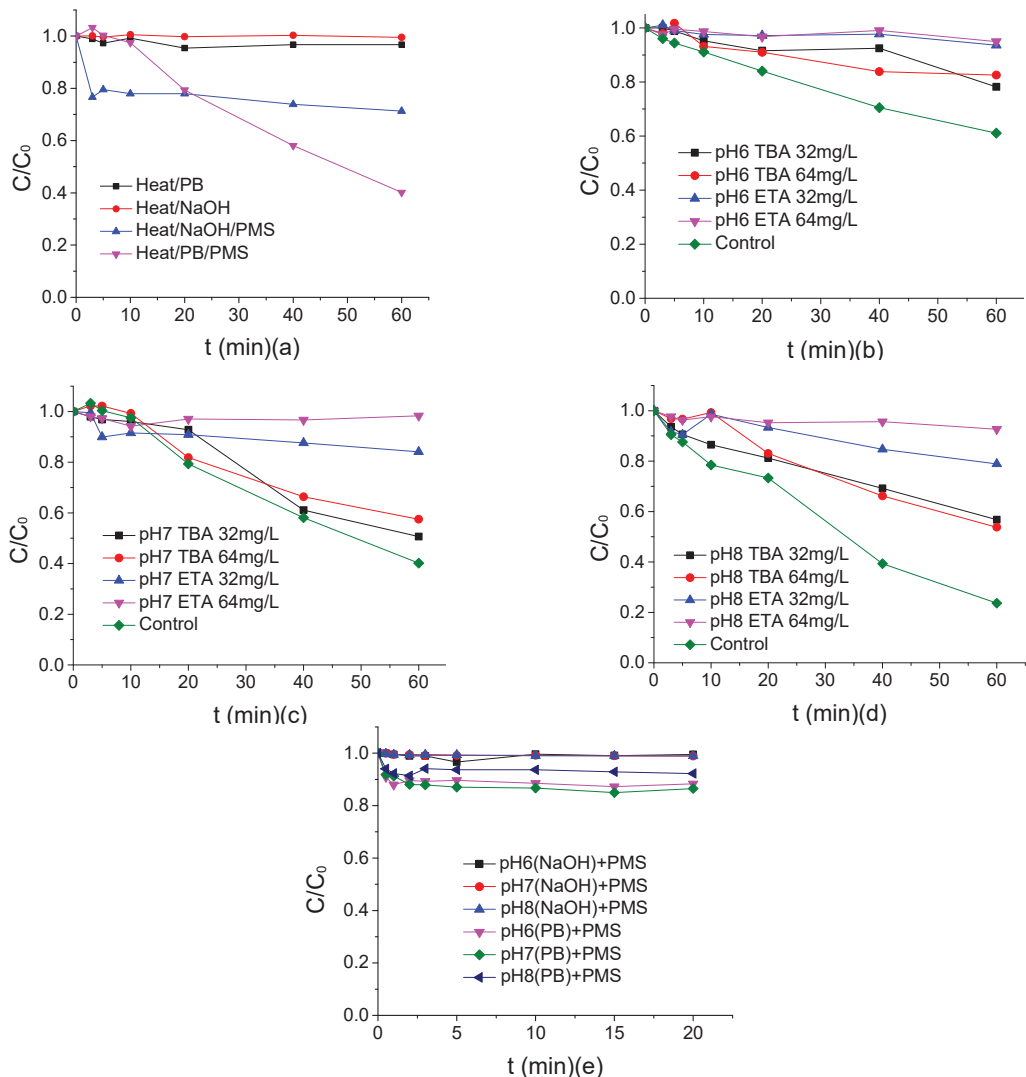 1.0
0.8
0.6
0.4
0.2
0.0
C/C0
Heat/PB
Heat/NaOH
Heat/NaOH/PMS
Heat/PB/PMS
0 10 20 30 40 50 60
t (min)(a)
1.0
0.8
0.6
0.4
0.2
0.0
C/C0
pH6 TBA 32mg/L
pH6 TBA 64mg/L
pH6 ETA 32mg/L
pH6 ETA 64mg/L
Control
0 10 20 30 40 50 60
t (min)(b)
1.0
0.8
0.6
0.4
0.2
0.0
C/C0
pH7 TBA 32mg/L
pH7 TBA 64mg/L
pH7 ETA 32mg/L
pH7 ETA 64mg/L
Control
0 10 20 30 40 50 60
t (min)(c)
1.0
0.8
0.6
0.4
0.2
0.0
C/C0
pH8 TBA 32mg/L
pH8 TBA 64mg/L
pH8 ETA 32mg/L
pH8 ETA 64mg/L
Control
0 10 20 30 40 50 60
t (min)(d)
1.0
0.8
0.6
0.4
0.2
0.0
C/C0
pH6(NaOH)+PMS
pH7(NaOH)+PMS
pH8(NaOH)+PMS
pH6(PB)+PMS
pH7(PB)+PMS
pH8(PB)+PMS
0 5 10 15 20
t (min)(e)